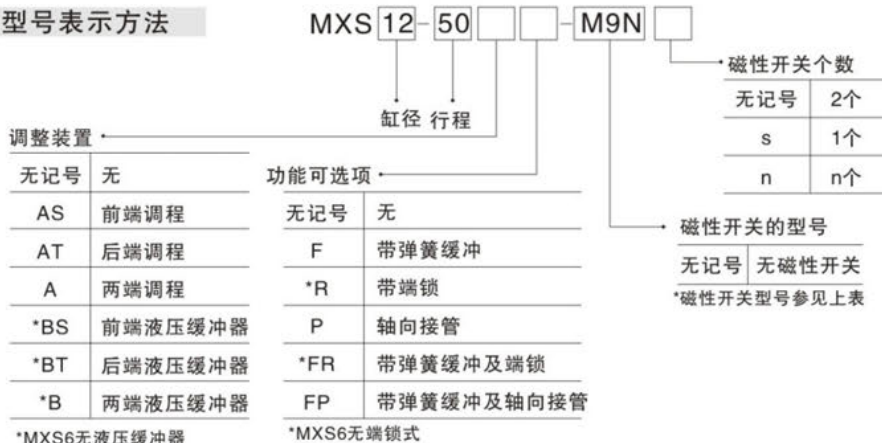 型号表示方法
MXS 12-50 □ □-M9N □
缸径 行程
调整装置
无记号 无
AS 前端调程
AT 后端调程
A 两端调程
*BS 前端液压缓冲器
*BT 后端液压缓冲器
*B 两端液压缓冲器
*MXS6无液压缓冲器
功能可选项
无记号 无
F 带弹簧缓冲
*R 带端锁
P 轴向接管
*FR 带弹簧缓冲及端锁
FP 带弹簧缓冲及轴向接管
*MXS6无端锁式
磁性开关个数
无记号 2个
s 1个
n n个
磁性开关的型号
无记号 无磁性开关
*磁性开关型号参见上表